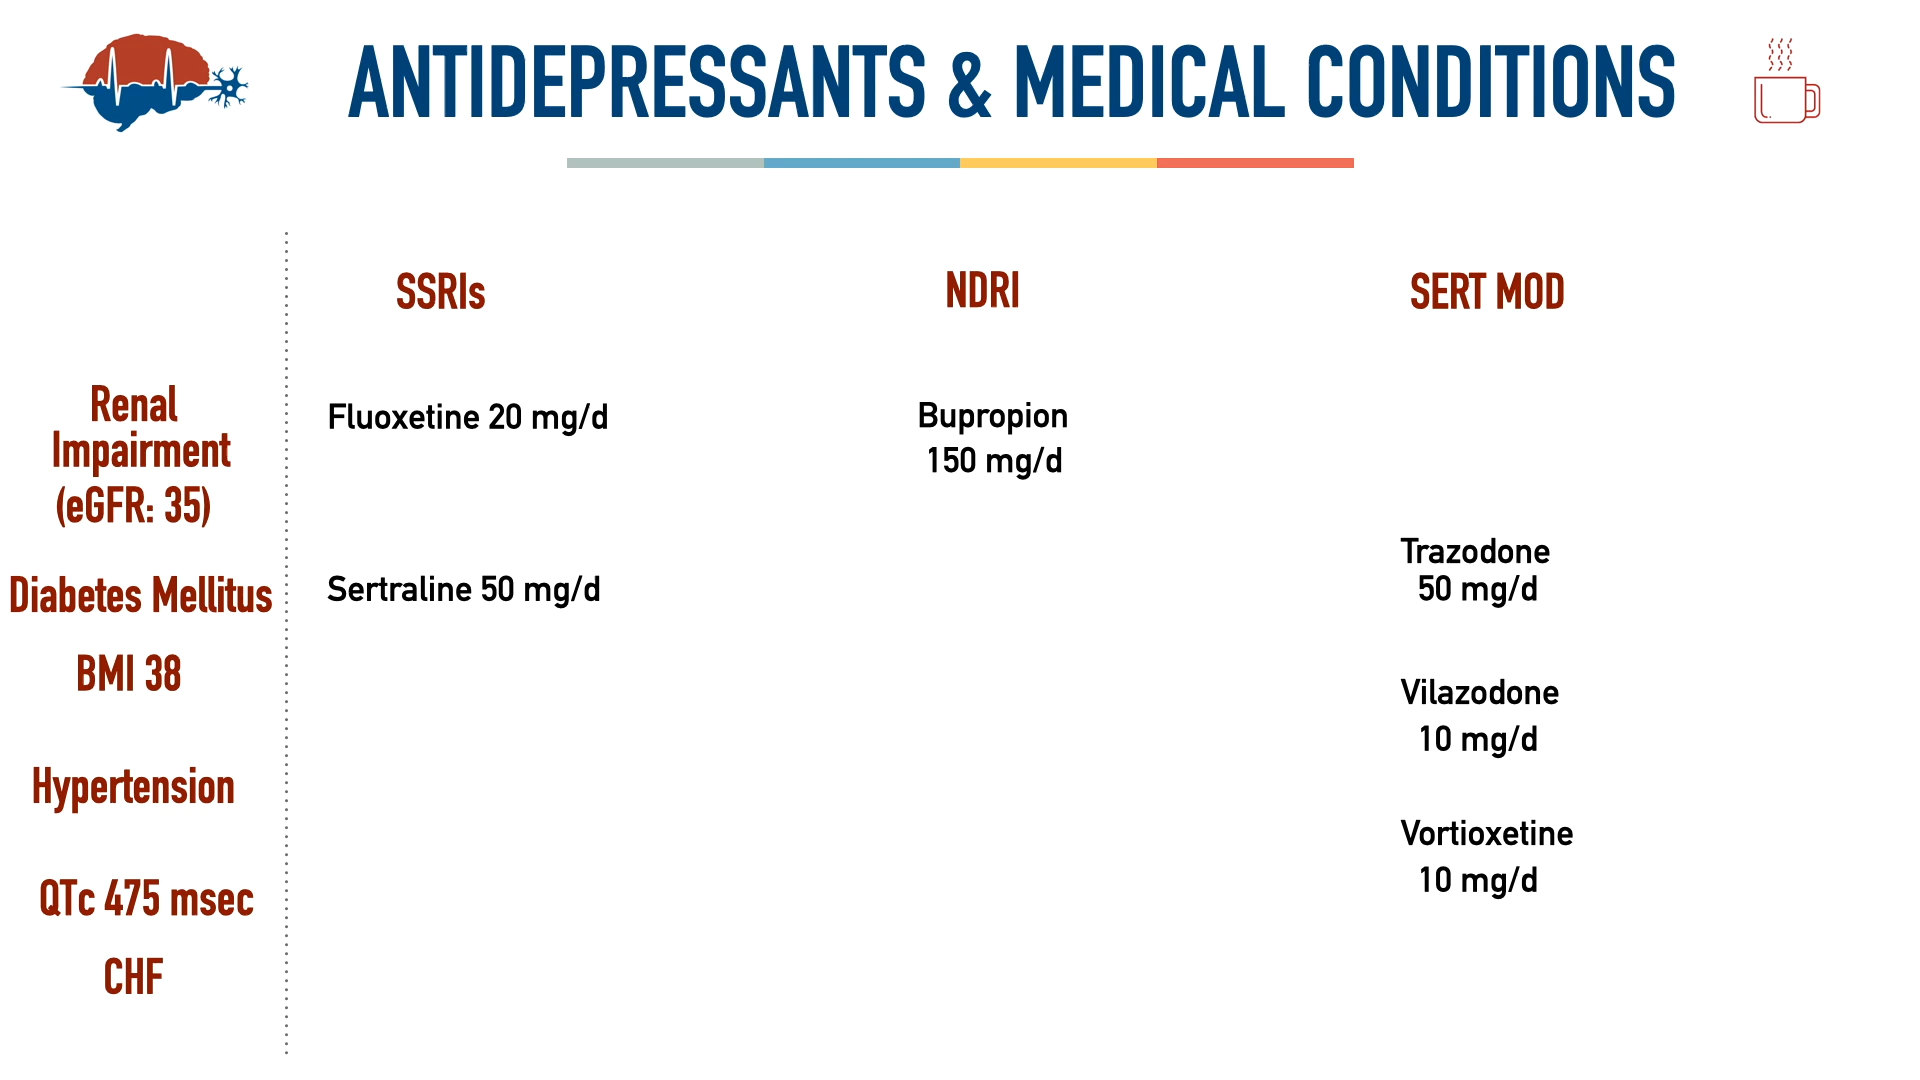 ANTIDEPRESSANTS & MEDICAL CONDITIONS
SSRIs
NDRI
SERT MOD
Renal
Impairment
(eGFR: 35)
Fluoxetine 20 mg/d
Bupropion
150 mg/d
Diabetes Mellitus
Sertraline 50 mg/d
Trazodone
50 mg/d
BMI 38
Vilazodone
10 mg/d
Hypertension
Vortioxetine
10 mg/d
QTc 475 msec
CHF